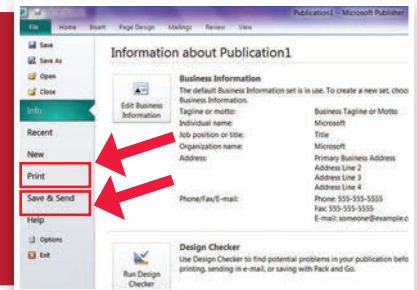 Publication1 - Microsoft Publisher
File Home Insert Page Design Mailings Review View
Save
Save As
Open
Close
Info
Recent
New
Print
Save & Send
Help
Options
Exit
Information about Publication1
Edit Business
Information
Business Information
The default Business Information set is in use. To create a new set, choo
Business Information.
Tagline or motto: Business Tagline or Motto
Individual name: Microsoft
Job position or title: Title
Organization name: Microsoft
Address: Primary Business Address
Address Line 2
Address Line 3
Address Line 4
Phone/Fax/E-mail: Phone: 555-555-5555
Fax: 555-555-5555
E-mail: someone@example.c
Run Design
Checker
Design Checker
Use Design Checker to find potential problems in your publication befo
printing, sending in e-mail, or saving with Pack and Go.